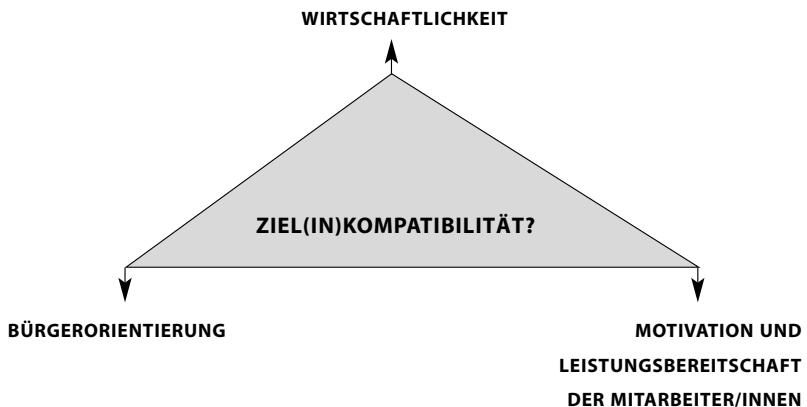 WIRTSCHAFTLICHKEIT
ZIEL(IN)KOMPATIBILITÄT?
BÜRGERORIENTIERUNG
MOTIVATION UND
LEISTUNGSBEREITSCHAFT
DER MITARBEITER/INNEN